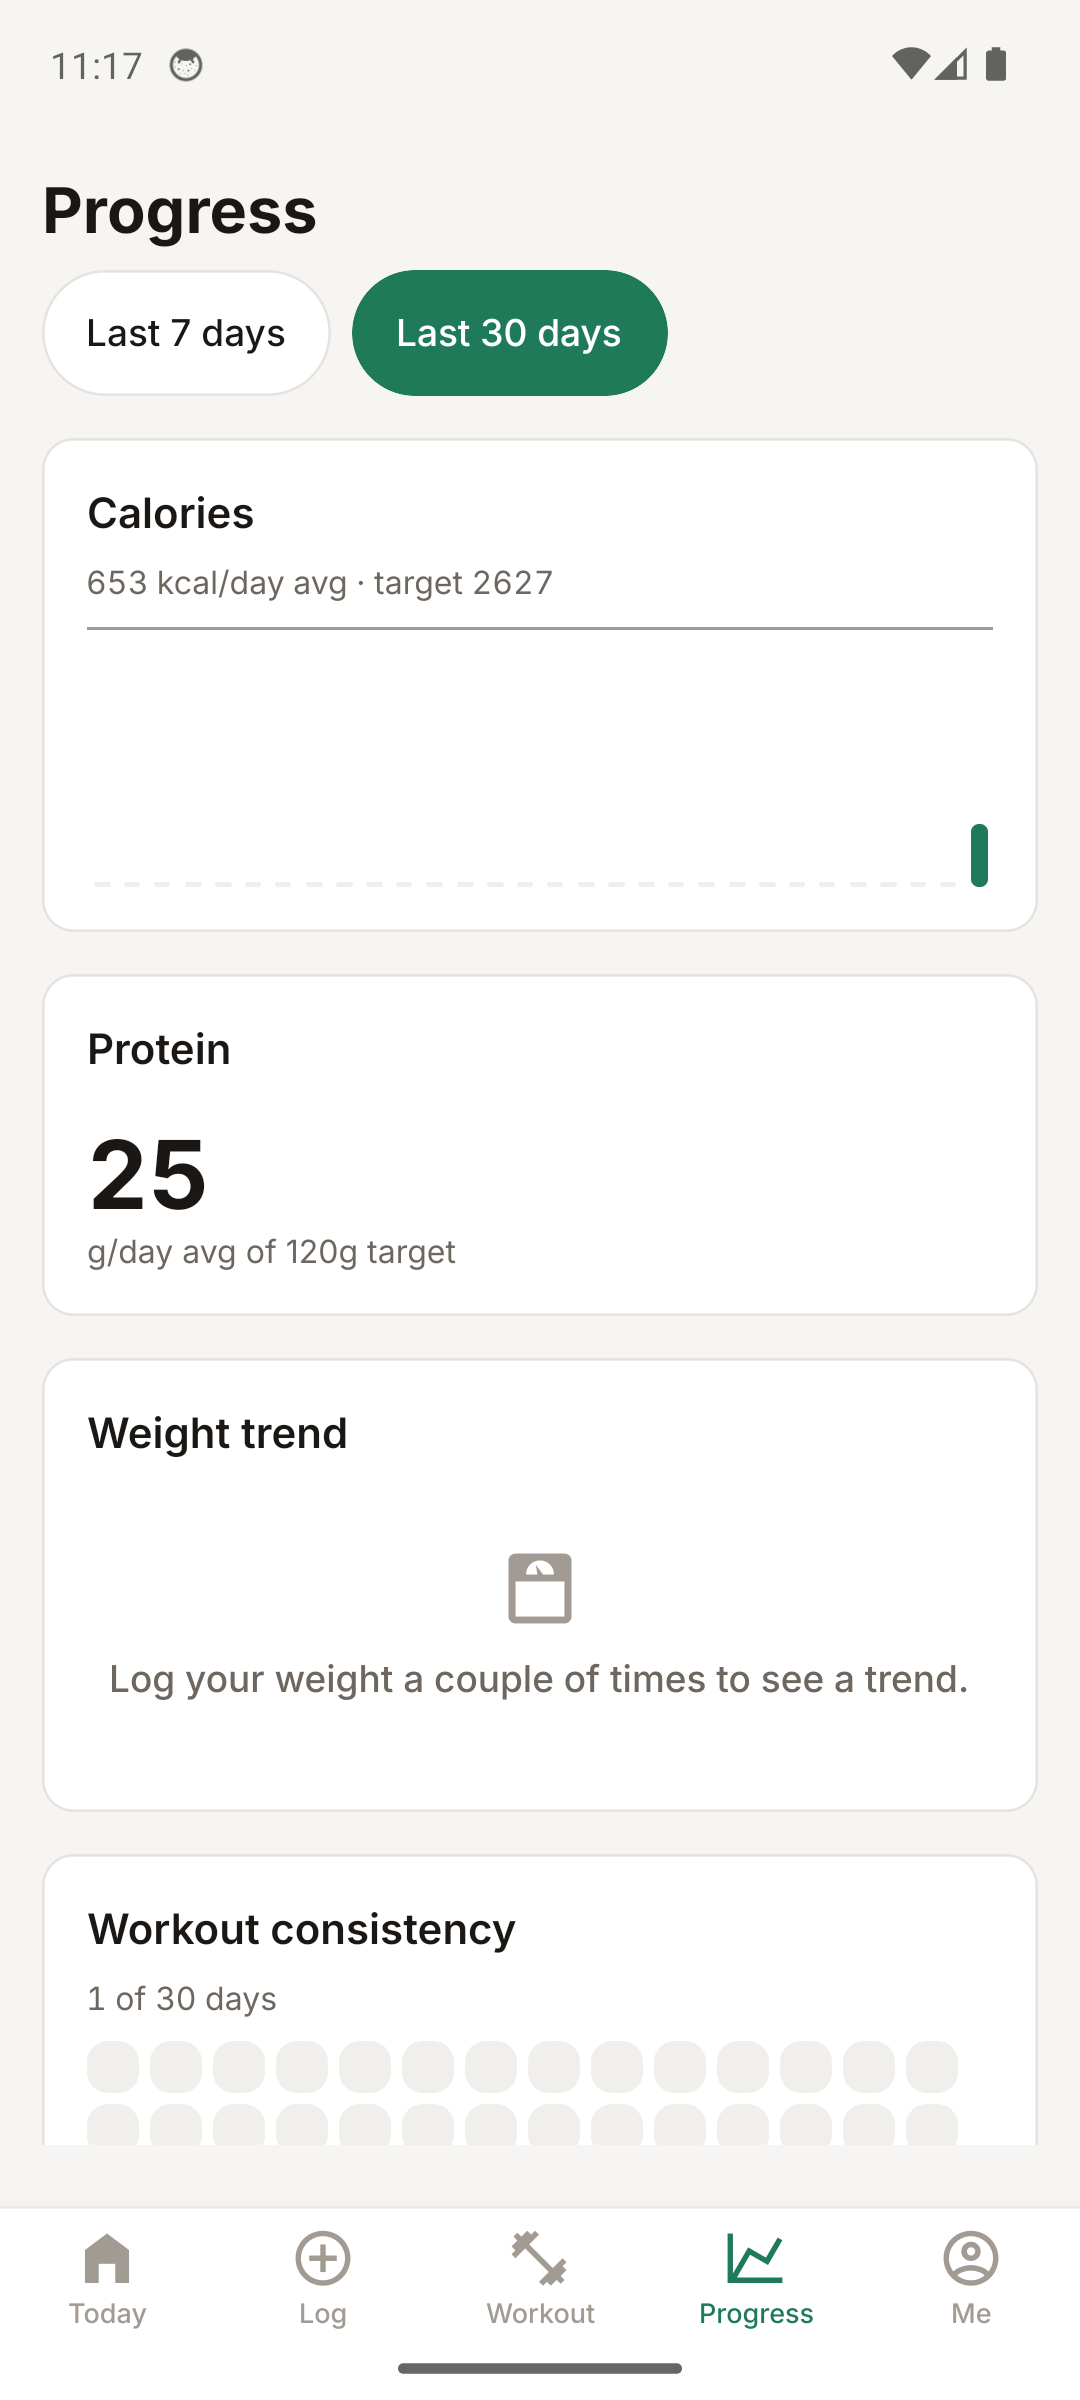 11:17
Progress
Last 7 days
Last 30 days
Calories
653 kcal/day avg · target 2627
Protein
25
g/day avg of 120g target
Weight trend
Log your weight a couple of times to see a trend.
Workout consistency
1 of 30 days
Today
Log
Workout
Progress
Me